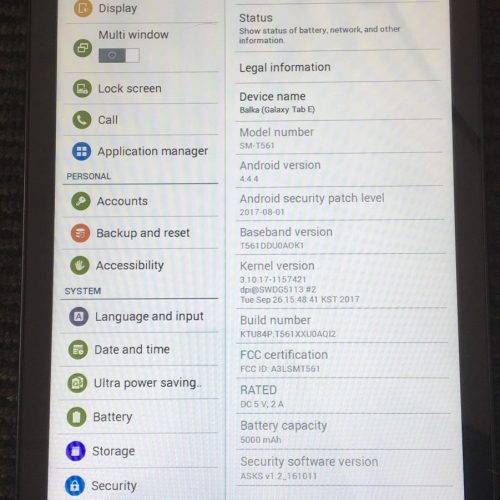 Display
Multi window
Lock screen
Call
Application manager
PERSONAL
Accounts
Backup and reset
Accessibility
SYSTEM
Language and input
Date and time
Ultra power saving..
Battery
Storage
Security
Status
Show status of battery, network, and other
information.
Legal information
Device name
Balka (Galaxy Tab E)
Model number
SM-T561
Android version
4.4.4
Android security patch level
2017-08-01
Baseband version
T561DDU0AOK1
Kernel version
3.10.17-1157421
dpi@SWDG5113 #2
Tue Sep 26 15:48:41 KST 2017
Build number
KTU84P.T561XXU0AQI2
FCC certification
FCC ID: A3LSMT561
RATED
DC 5 V, 2 A
Battery capacity
5000 mAh
Security software version
ASKS v1.2_161011